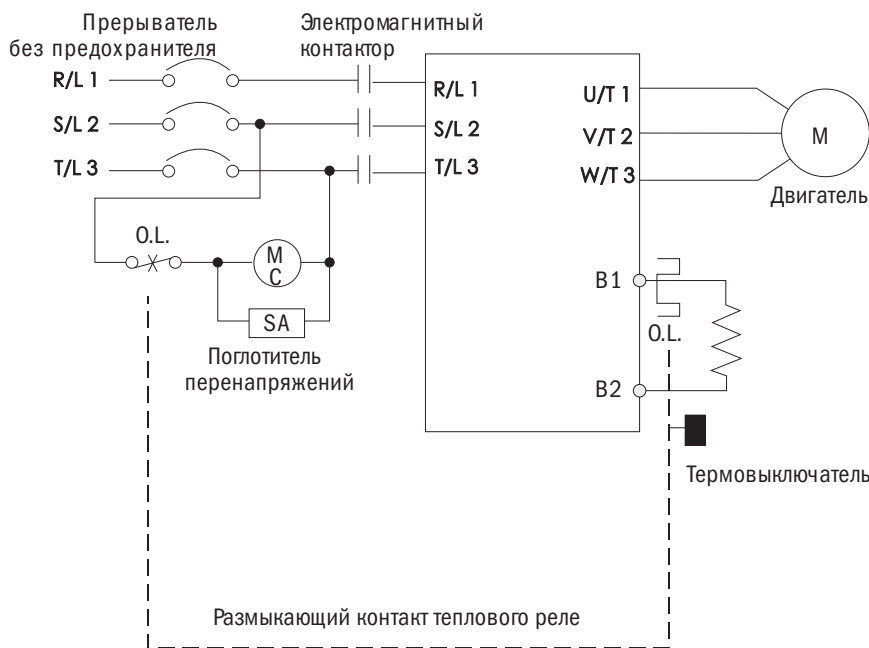 Прерыватель
без предохранителя
Электромагнитный
контактор
R/L 1
S/L 2
T/L 3
R/L 1
S/L 2
T/L 3
U/T 1
V/T 2
W/T 3
M
Двигатель
O.L.
M
C
SA
Поглотитель
перенапряжений
B1
O.L.
B2
Термовыключатель
Размыкающий контакт теплового реле